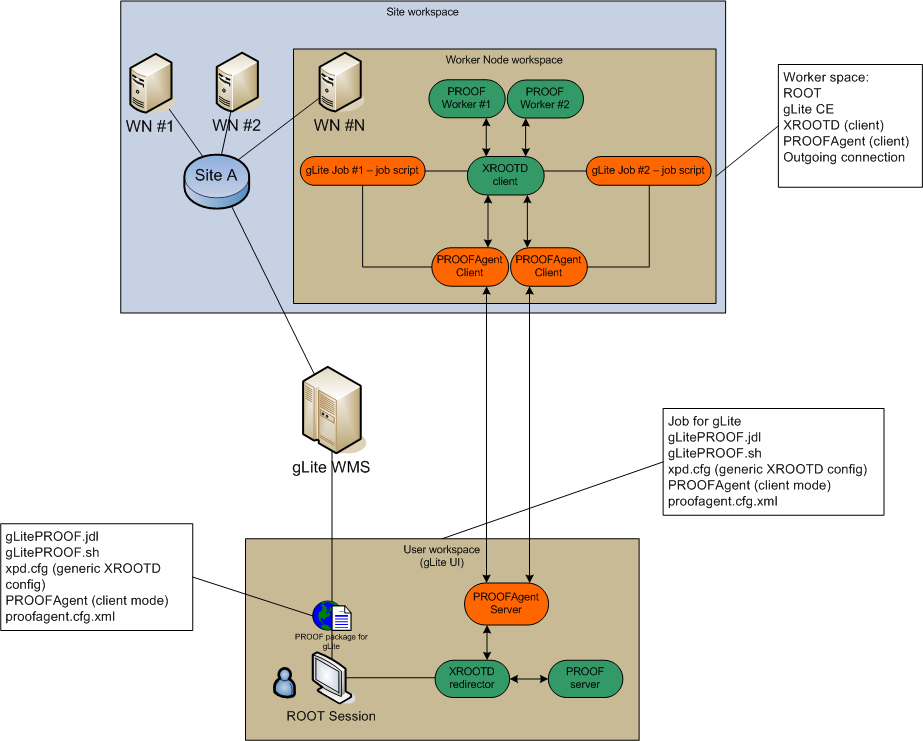 Site workspace
Worker Node workspace
WN #1
WN #2
WN #N
PROOF
Worker #1
PROOF
Worker #2
Site A
gLite Job #1 – job script
XROOTD
client
gLite Job #2 – job script
PROOFAgent
Client
PROOFAgent
Client
Worker space:
ROOT
gLite CE
XROOTD (client)
PROOFAgent (client)
Outgoing connection
gLite WMS
Job for gLite
gLitePROOF.jdl
gLitePROOF.sh
xpd.cfg (generic XROOTD config)
PROOFAgent (client mode)
proofagent.cfg.xml
gLitePROOF.jdl
gLitePROOF.sh
xpd.cfg (generic XROOTD
config)
PROOFAgent (client mode)
proofagent.cfg.xml
User workspace
(gLite UI)
PROOFAgent
Server
PROOF package for
gLite
XROOTD
redirector
PROOF
server
ROOT Session